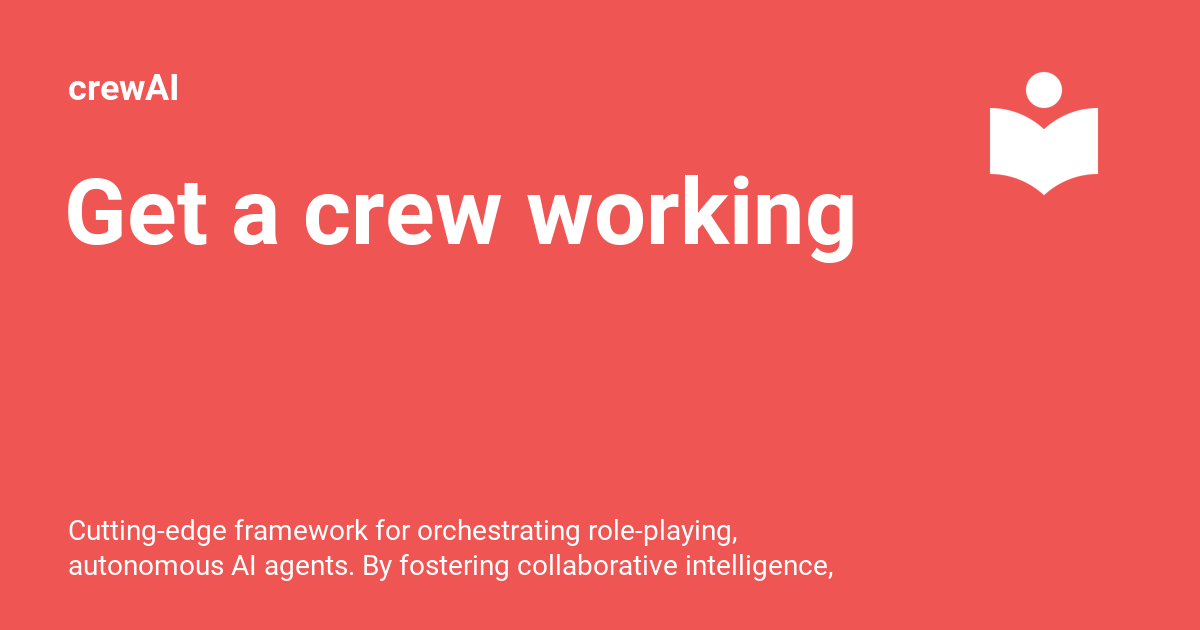 crewAI
Get a crew working
Cutting-edge framework for orchestrating role-playing,
autonomous AI agents. By fostering collaborative intelligence,